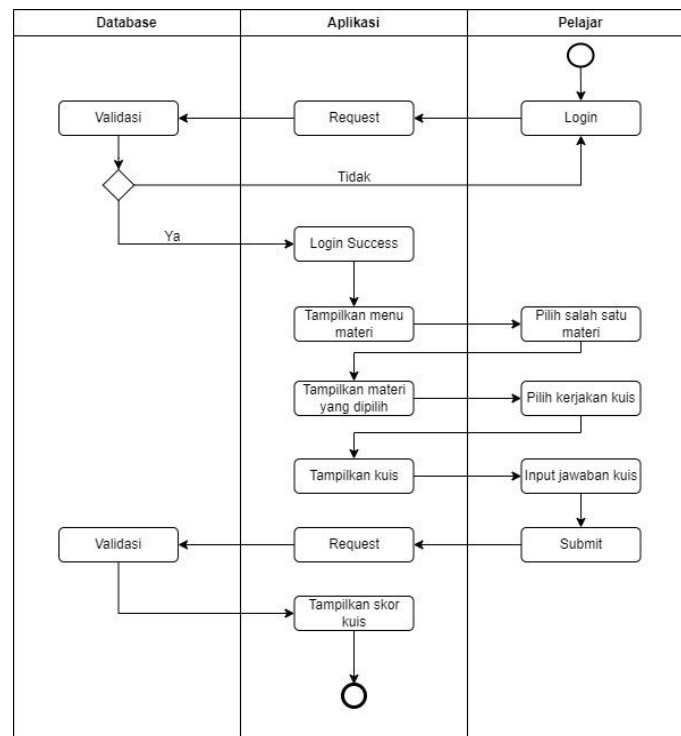 Database
Aplikasi
Pelajar
Validasi
Request
Login
Tidak
Ya
Login Success
Tampilkan menu
materi
Pilih salah satu
materi
Tampilkan materi
yang dipilih
Pilih kerjakan kuis
Tampilkan kuis
Input jawaban kuis
Validasi
Request
Submit
Tampilkan skor
kuis